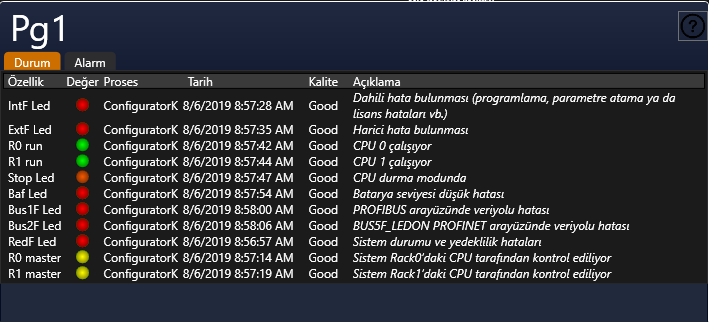 Pg1
?
Durum Alarm
Özellik Değer Proses Tarih Kalite Açıklama
IntF Led ConfiguratorK 8/6/2019 8:57:28 AM Good Dahili hata bulunması (programlama, parametre atama ya da
lisans hataları vb.)
ExtF Led ConfiguratorK 8/6/2019 8:57:35 AM Good Harici hata bulunması
R0 run ConfiguratorK 8/6/2019 8:57:42 AM Good CPU 0 çalışıyor
R1 run ConfiguratorK 8/6/2019 8:57:44 AM Good CPU 1 çalışıyor
Stop Led ConfiguratorK 8/6/2019 8:57:47 AM Good CPU durma modunda
Baf Led ConfiguratorK 8/6/2019 8:57:54 AM Good Batarya seviyesi düşük hatası
Bus1F Led ConfiguratorK 8/6/2019 8:58:00 AM Good PROFIBUS arayüzünde veriyolu hatası
Bus2F Led ConfiguratorK 8/6/2019 8:58:06 AM Good BUS5F_LEDON PROFINET arayüzünde veriyolu hatası
RedF Led ConfiguratorK 8/6/2019 8:56:57 AM Good Sistem durumu ve yedeklilik hataları
R0 master ConfiguratorK 8/6/2019 8:57:14 AM Good Sistem Rack0'daki CPU tarafından kontrol ediliyor
R1 master ConfiguratorK 8/6/2019 8:57:19 AM Good Sistem Rack1'daki CPU tarafından kontrol ediliyor